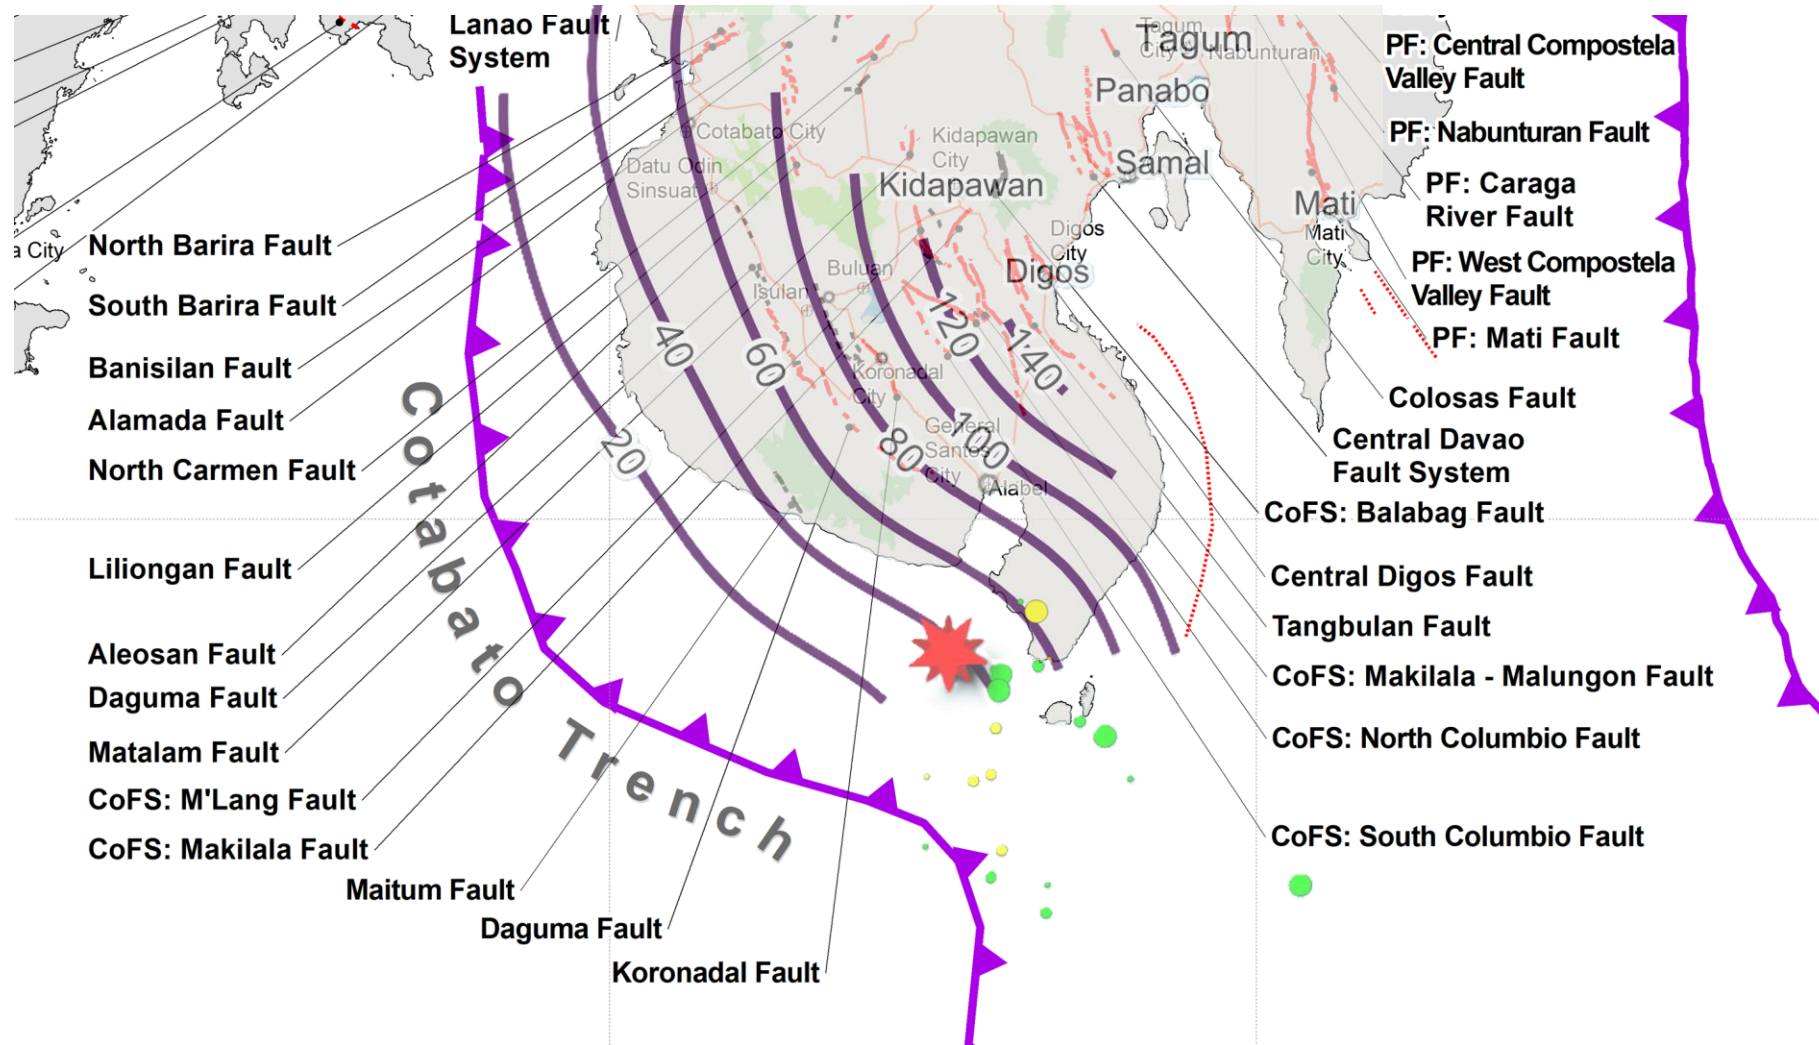 Lanao Fault
System
a City
North Barira Fault
South Barira Fault
Banisilan Fault
Alamada Fault
North Carmen Fault
Liliongan Fault
Aleosan Fault
Daguma Fault
Matalam Fault
CoFS: M'Lang Fault
CoFS: Makilala Fault
Maitum Fault
Daguma Fault
Koronadal Fault
Cotabato Trench
Cotabato City
Datu Odin
Sinsuat
Kidapawan
City
Kidapawan
Buluan
Isulan
Koronadal
City
General
Santos
City
Alabel
20
40
60
80
100
120
140
Tagum
City
Tagum
Nabunturan
Panabo
Samal
Digos
City
Digos
Mati
Mati
City
PF: Central Compostela
Valley Fault
PF: Nabunturan Fault
PF: Caraga
River Fault
PF: West Compostela
Valley Fault
PF: Mati Fault
Colosas Fault
Central Davao
Fault System
CoFS: Balabag Fault
Central Digos Fault
Tangbulan Fault
CoFS: Makilala - Malungon Fault
CoFS: North Columbio Fault
CoFS: South Columbio Fault